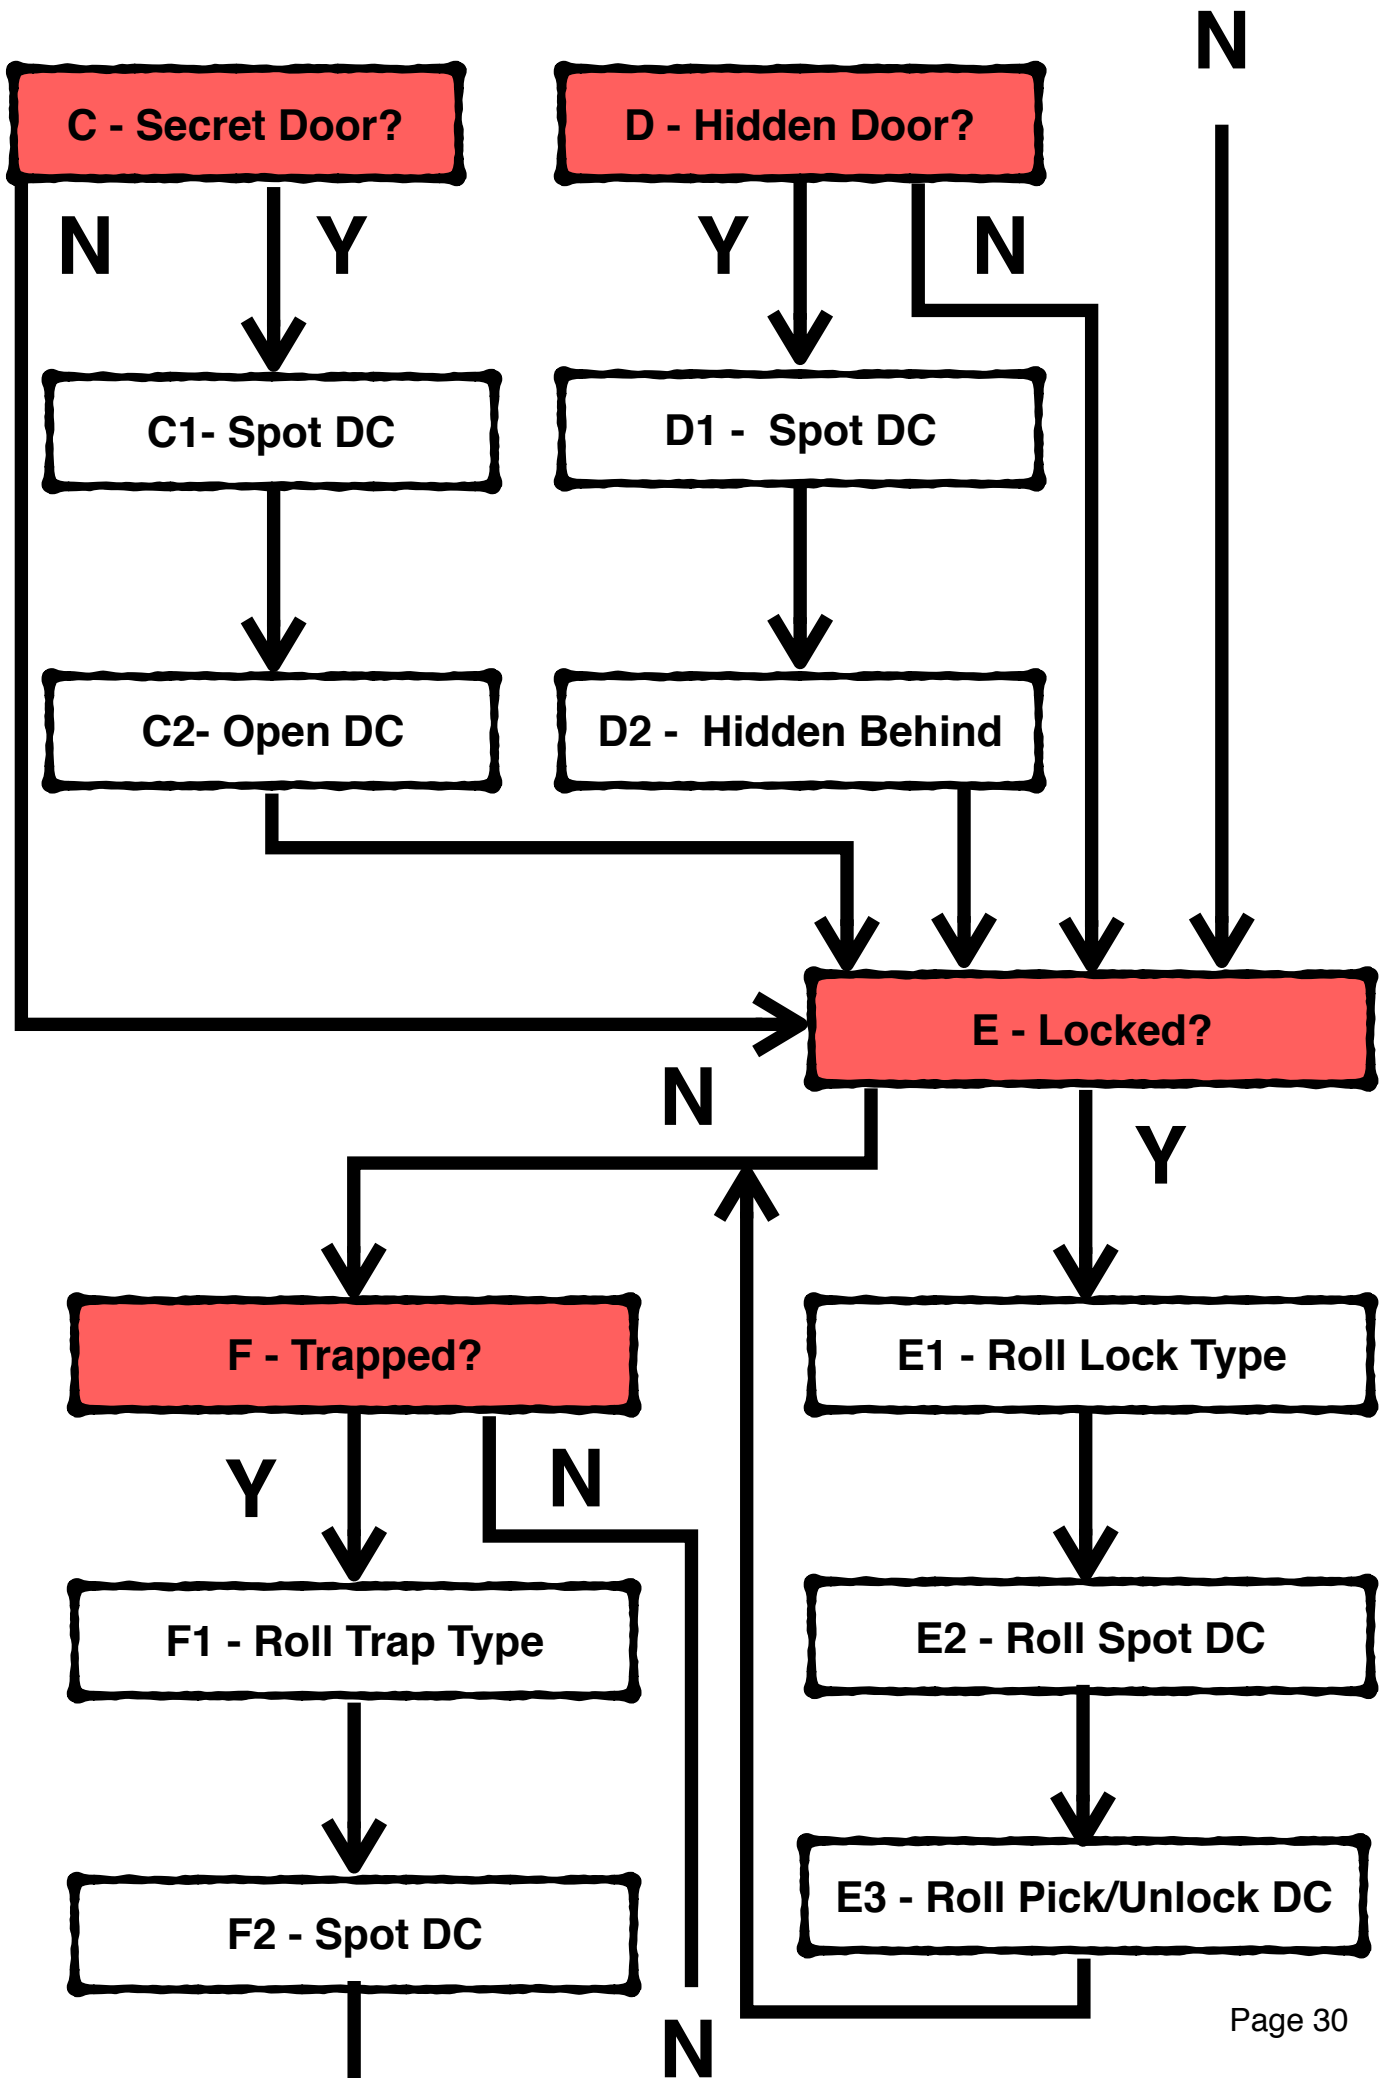 N
C - Secret Door?
D - Hidden Door?
N
Y
Y
N
C1- Spot DC
D1 -  Spot DC
C2- Open DC
D2 -  Hidden Behind
E - Locked?
N
Y
F - Trapped?
E1 - Roll Lock Type
Y
N
F1 - Roll Trap Type
E2 - Roll Spot DC
E3 - Roll Pick/Unlock DC
F2 - Spot DC
Page 30
N